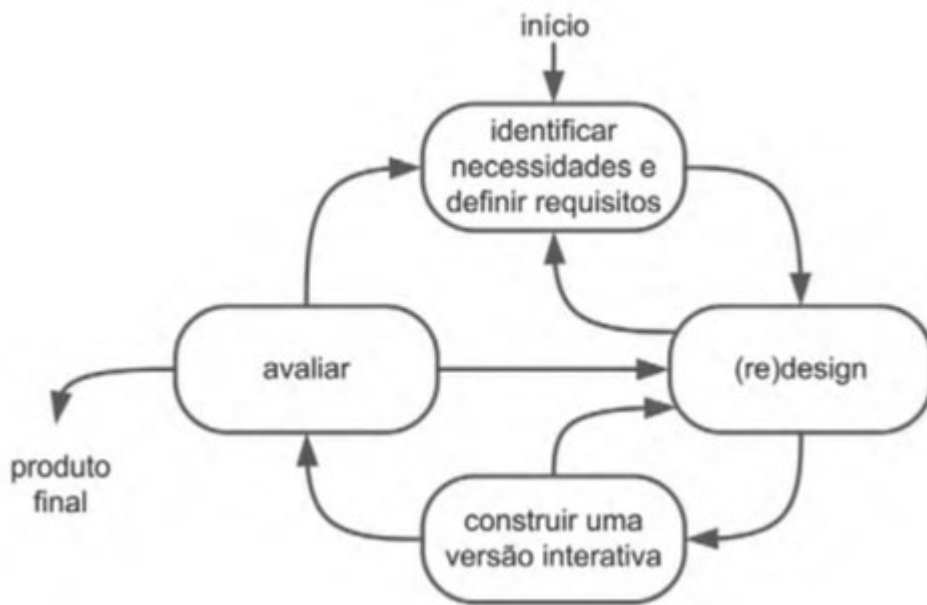 início
identificar
necessidades e
definir requisitos
avaliar
(re)design
produto
final
construir uma
versão interativa